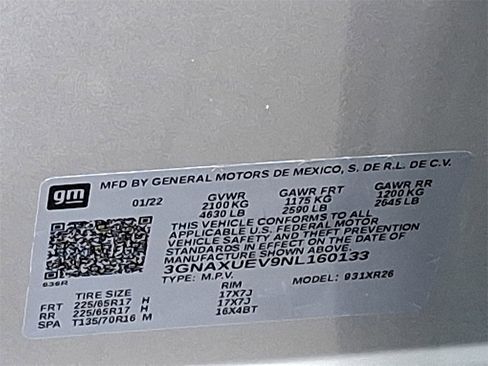 gm MFD BY GENERAL MOTORS DE MEXICO, S. DE R.L. DE C.V.
01/22 GVWR GAWR FRT GAWR RR
2100 KG 1175 KG 1200 KG
4630 LB 2590 LB 2645 LB
THIS VEHICLE CONFORMS TO ALL
APPLICABLE U.S. FEDERAL MOTOR
VEHICLE SAFETY AND THEFT PREVENTION
STANDARDS IN EFFECT ON THE DATE OF
MANUFACTURE SHOWN ABOVE.
3GNAXUEV9NL160133
TYPE: M.P.V. MODEL: 931XR26
636R
TIRE SIZE RIM
FRT 225/65R17 H 17X7J
RR 225/65R17 H 17X7J
SPA T135/70R16 M 16X4BT